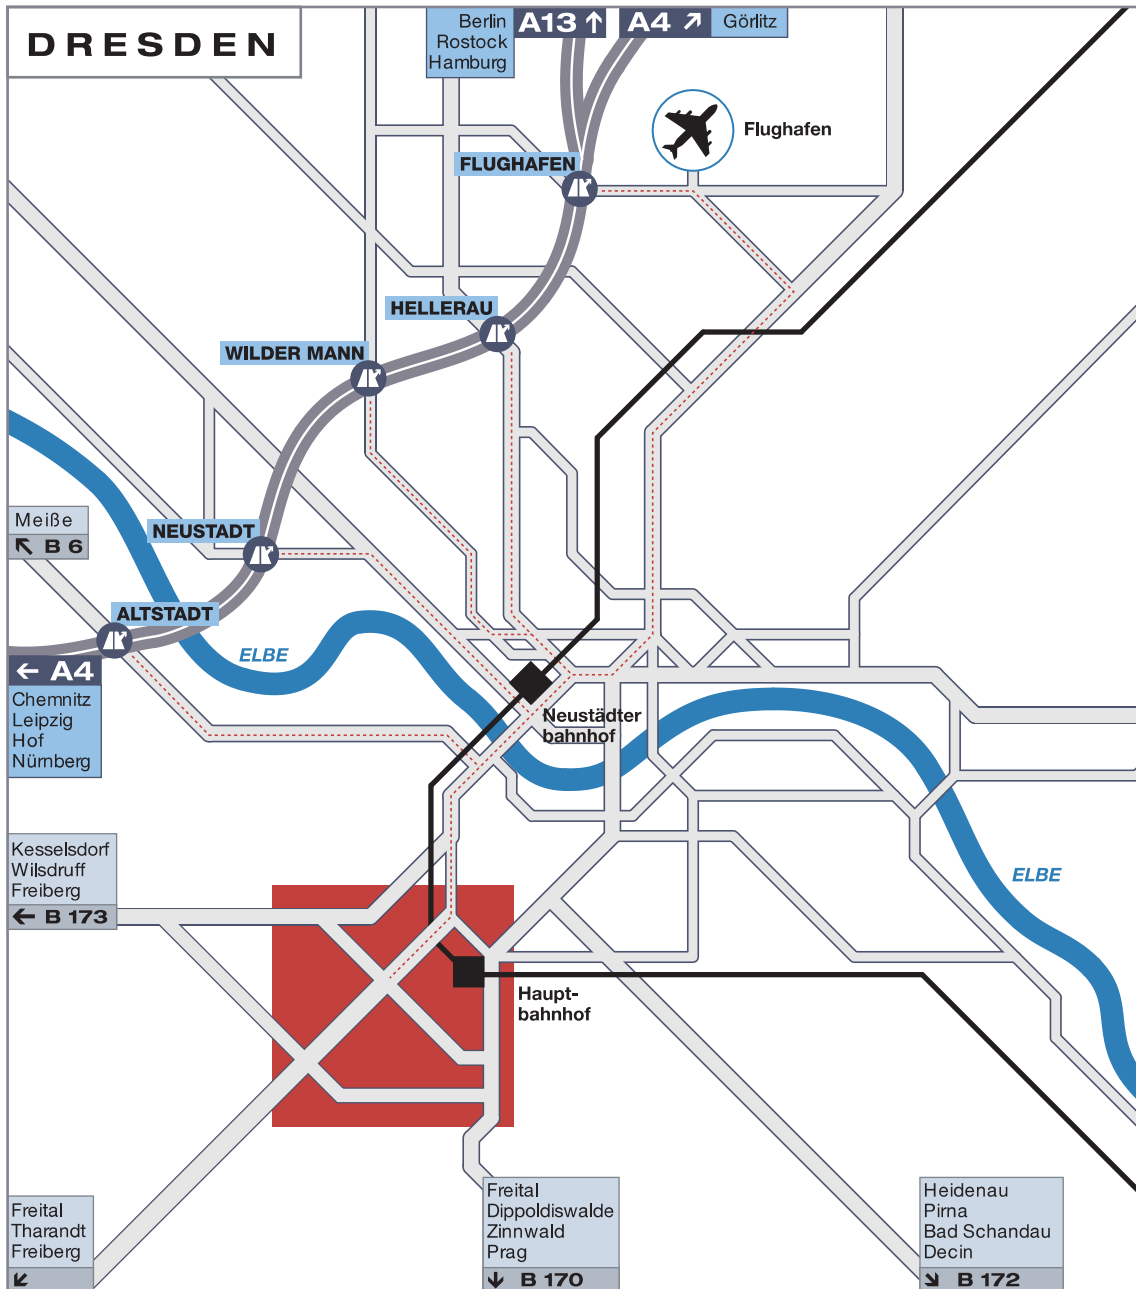 DRESDEN
Berlin
Rostock
Hamburg
A13
A4
Görlitz
Flughafen
FLUGHAFEN
HELLERAU
WILDER MANN
NEUSTADT
Meiße
B 6
ALTSTADT
ELBE
A4
Chemnitz
Leipzig
Hof
Nürnberg
Neustädter
bahnhof
Kesselsdorf
Wilsdruff
Freiberg
B 173
ELBE
Haupt-
bahnhof
Freital
Tharandt
Freiberg
Freital
Dippoldiswalde
Zinnwald
Prag
B 170
Heidenau
Pirna
Bad Schandau
Decin
B 172